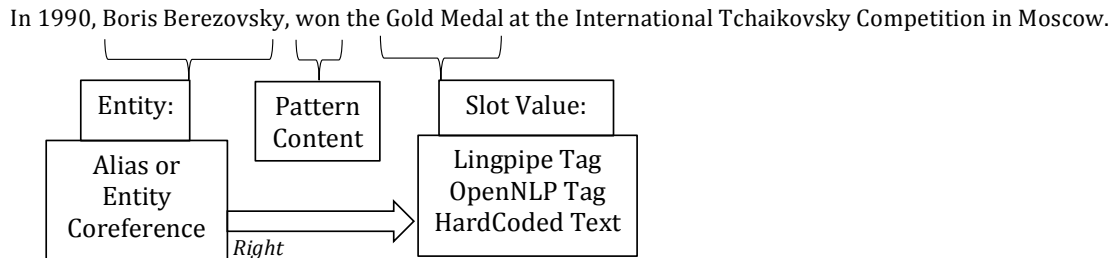 In 1990, Boris Berezovsky, won the Gold Medal at the International Tchaikovsky Competition in Moscow.
Entity:
Alias or
Entity
Coreference
Right
Pattern
Content
Slot Value:
Lingpipe Tag
OpenNLP Tag
HardCoded Text